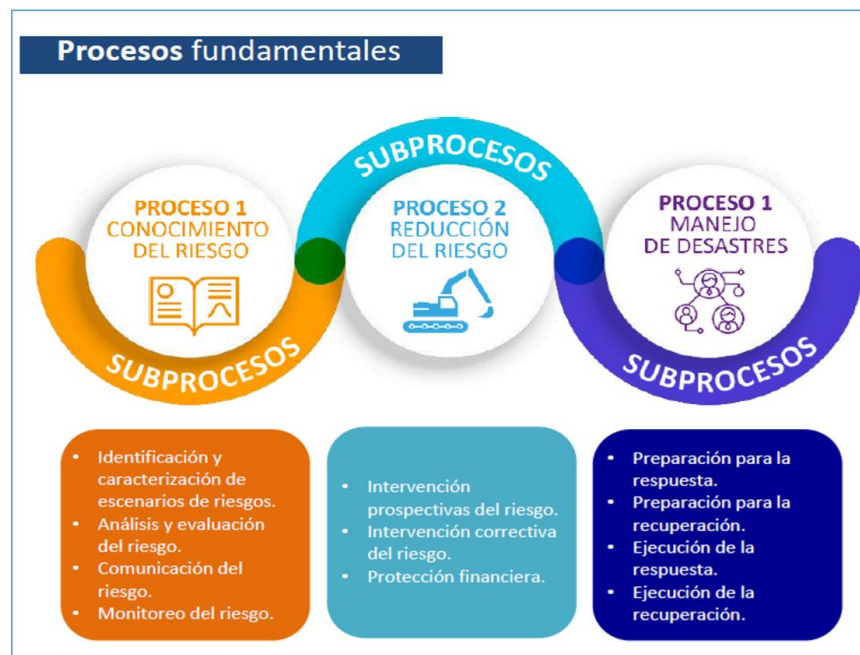 Procesos fundamentales
SUBPROCESOS
PROCESO 1
CONOCIMIENTO
DEL RIESGO
PROCESO 2
REDUCCIÓN
DEL RIESGO
PROCESO 1
MANEJO
DE DESASTRES
SUBPROCESOS
SUBPROCESOS
• Identificación y
caracterización de
escenarios de riesgos.
• Análisis y evaluación
del riesgo.
• Comunicación del
riesgo.
• Monitoreo del riesgo.
• Intervención
prospectivas del riesgo.
• Intervención correctiva
del riesgo.
• Protección financiera.
• Preparación para la
respuesta.
• Preparación para la
recuperación.
• Ejecución de la
respuesta.
• Ejecución de la
recuperación.